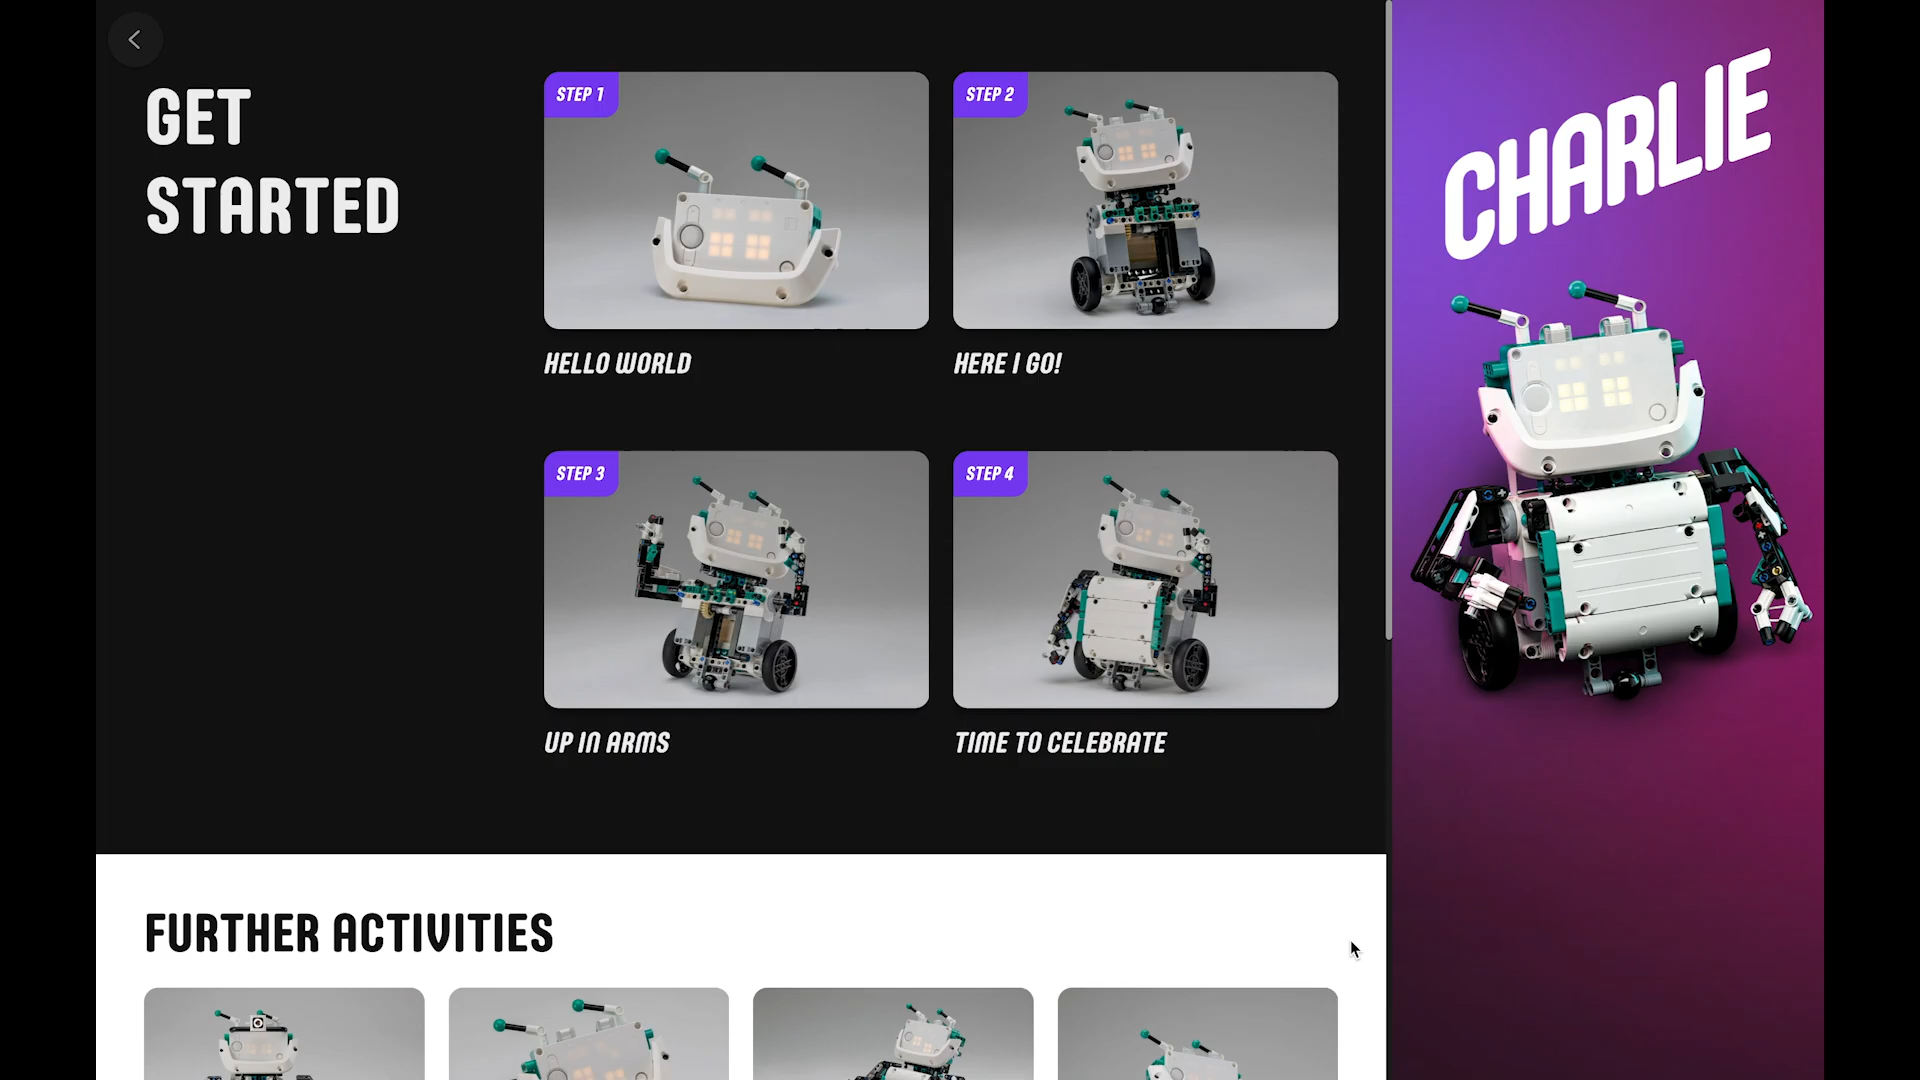 GET
STARTED
STEP 1
HELLO WORLD
STEP 2
HERE I GO!
STEP 3
UP IN ARMS
STEP 4
TIME TO CELEBRATE
FURTHER ACTIVITIES
CHARLIE